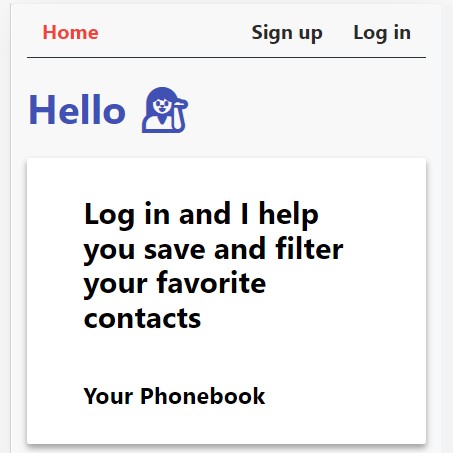 Home Sign up Log in
Hello
Log in and I help
you save and filter
your favorite
contacts
Your Phonebook